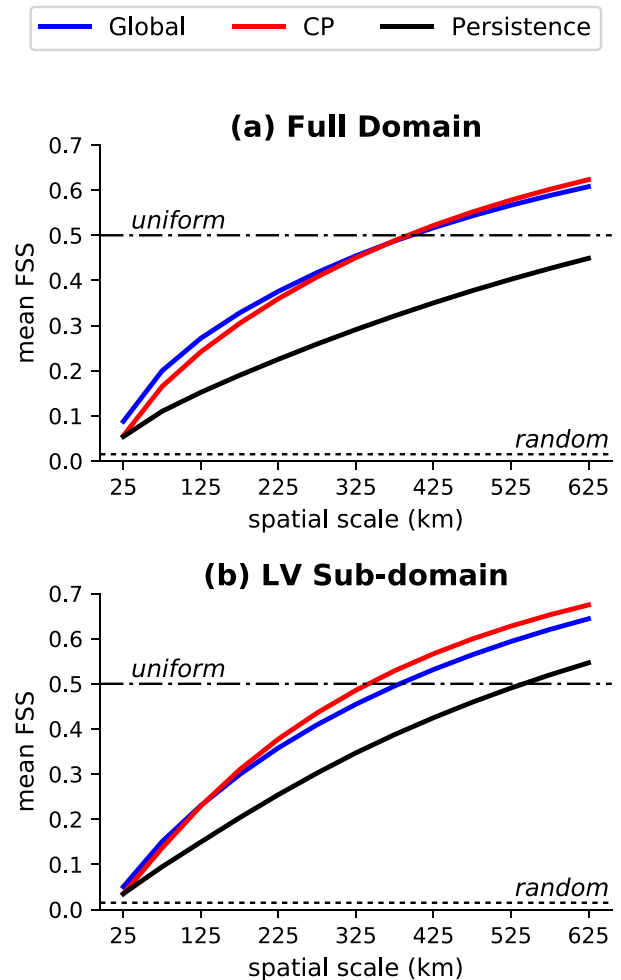 Global CP Persistence
(a) Full Domain
mean FSS
0.7
0.6
0.5
0.4
0.3
0.2
0.1
0.0
uniform
random
25 125 225 325 425 525 625
spatial scale (km)
(b) LV Sub-domain
mean FSS
0.7
0.6
0.5
0.4
0.3
0.2
0.1
0.0
uniform
random
25 125 225 325 425 525 625
spatial scale (km)